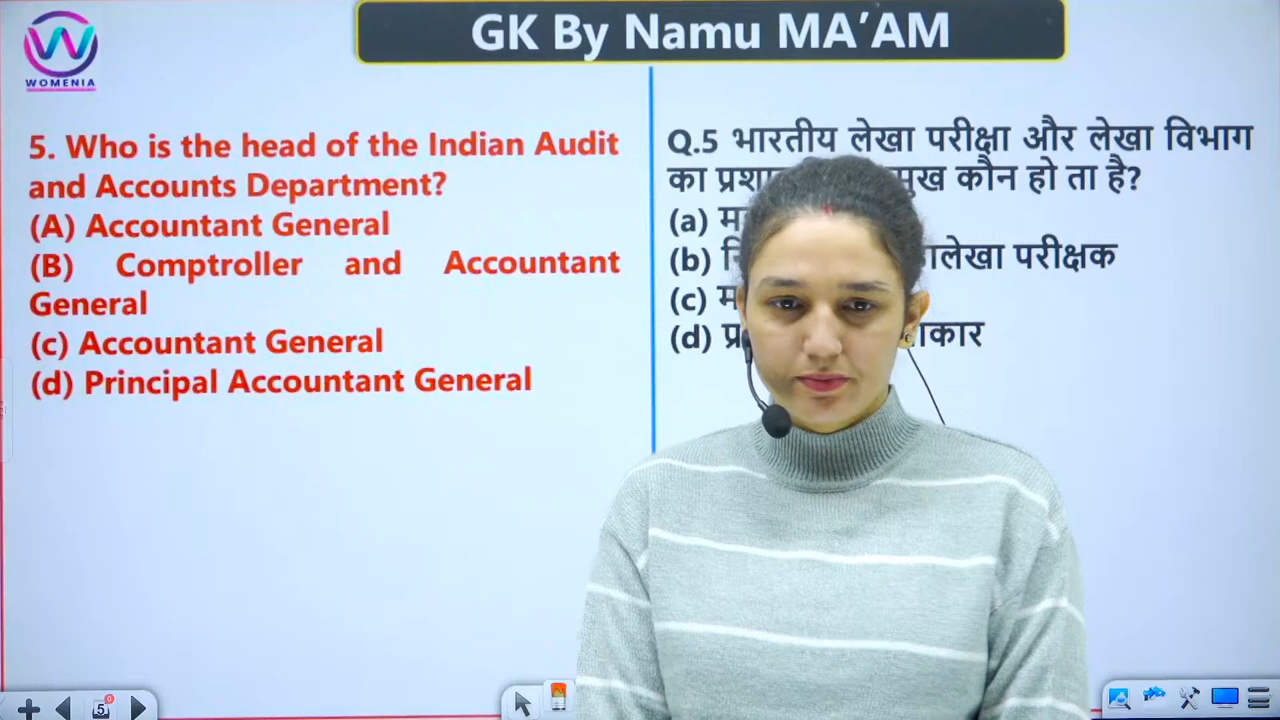 WOMENIA
GK By Namu MA’AM
5. Who is the head of the Indian Audit
and Accounts Department?
(A) Accountant General
(B) Comptroller and Accountant
General
(c) Accountant General
(d) Principal Accountant General
Q.5 भारतीय लेखा परीक्षा और लेखा विभाग
का कौन हो ता है?
(a)
(b) परीक्षक
(c)
(d)
5
0